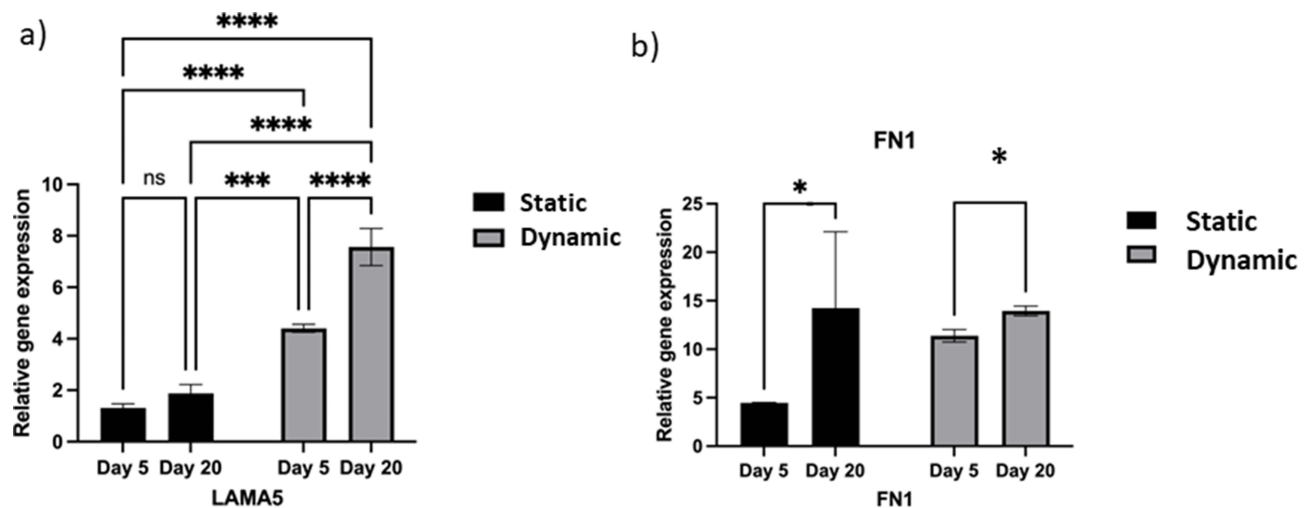 a)
****
****
****
ns
***
****
Relative gene expression
10
8
6
4
2
0
Day 5
Day 20
Day 5
Day 20
LAMA5
Static
Dynamic
b)
FN1
*
*
Relative gene expression
25
20
15
10
5
0
Day 5
Day 20
Day 5
Day 20
FN1
Static
Dynamic